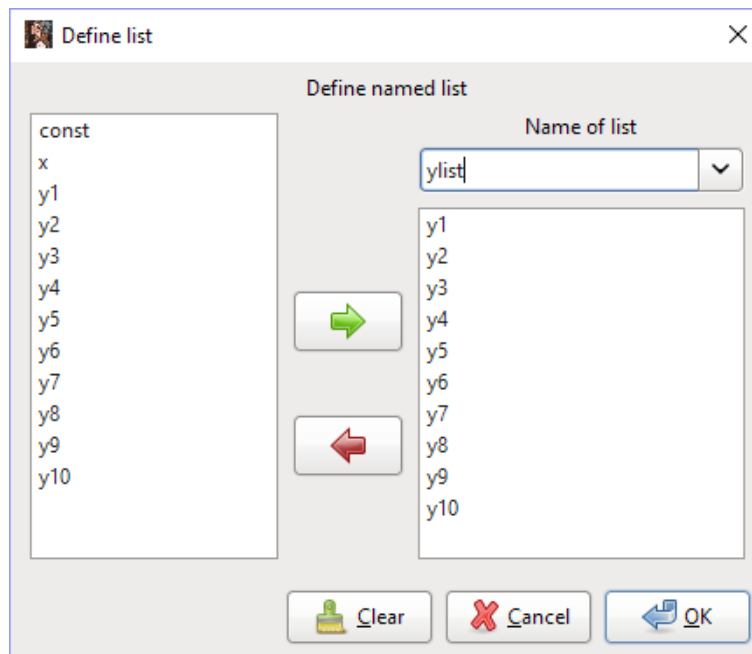 Define list
Define named list
const
x
y1
y2
y3
y4
y5
y6
y7
y8
y9
y10
Name of list
ylist
y1
y2
y3
y4
y5
y6
y7
y8
y9
y10
Clear
Cancel
OK